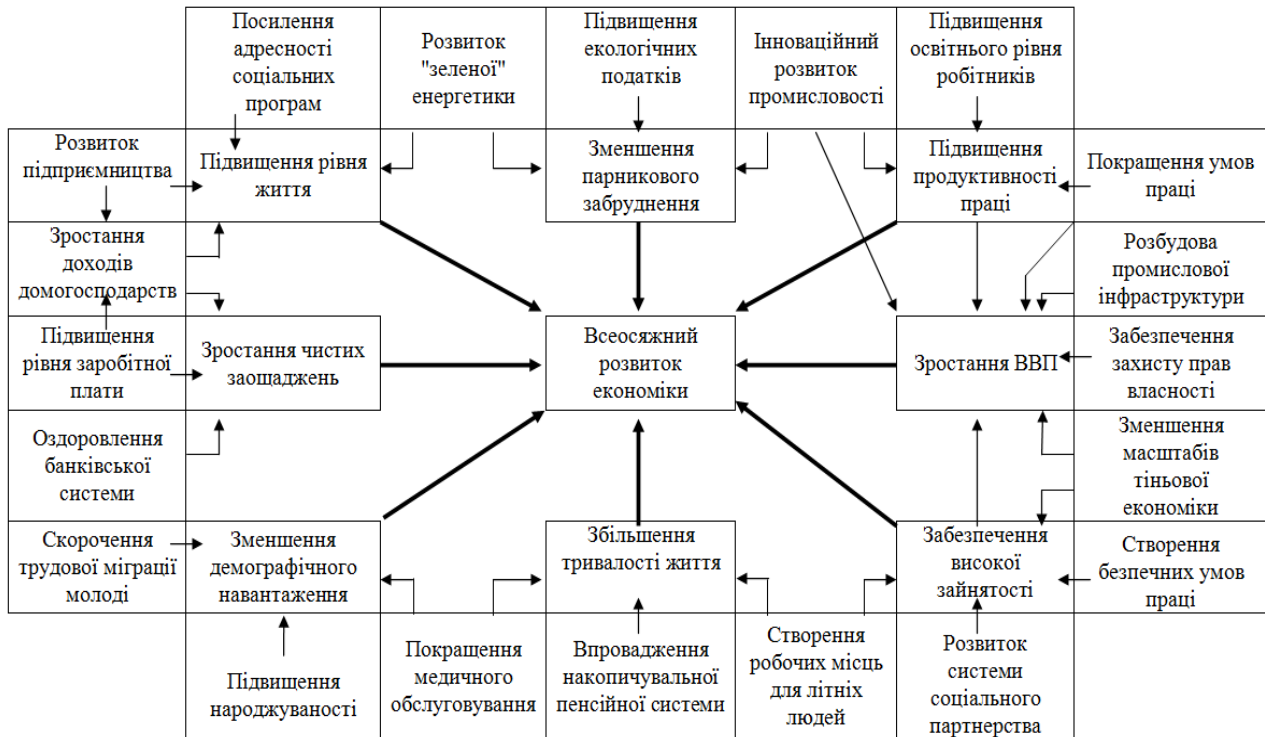 Посилення
адресності
соціальних
програм
Розвиток
"зеленої"
енергетики
Підвищення
екологічних
податків
Інноваційний
розвиток
промисловості
Підвищення
освітнього рівня
робітників
Розвиток
підприємництва
Підвищення рівня
життя
Зменшення
парникового
забруднення
Підвищення
продуктивності
праці
Покращення умов
праці
Зростання
доходів
домогосподарств
Розбудова
промислової
інфраструктури
Підвищення
рівня заробітної
плати
Зростання чистих
заощаджень
Всеосяжний
розвиток
економіки
Зростання ВВП
Забезпечення
захисту прав
власності
Оздоровлення
банківської
системи
Зменшення
масштабів
тіньової
економіки
Скорочення
трудової міграції
молоді
Зменшення
демографічного
навантаження
Збільшення
тривалості життя
Забезпечення
високої
зайнятості
Створення
безпечних умов
праці
Підвищення
народжуваності
Покращення
медичного
обслуговування
Впровадження
накопичувальної
пенсійної системи
Створення
робочих місць
для літніх
людей
Розвиток
системи
соціального
партнерства